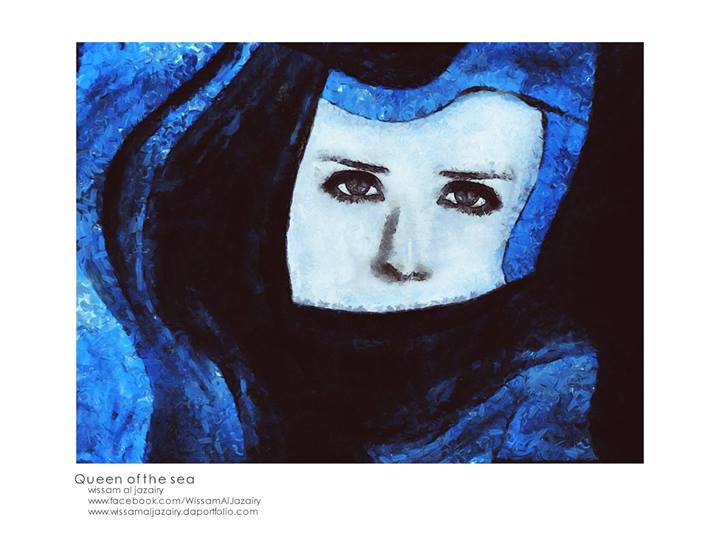 Queen of the sea
wissam al jazairy
www.facebook.com/WissamAlJazairy
www.wissamaljazairy.daportfolio.com